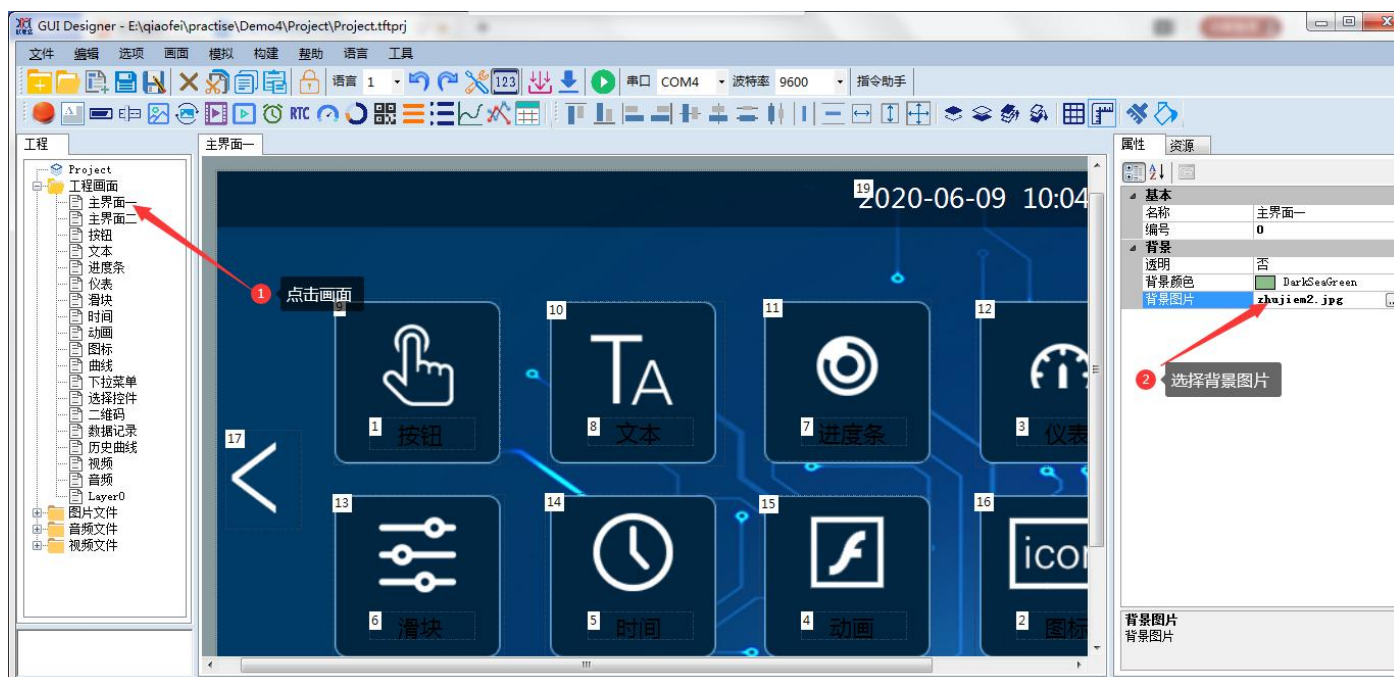 GUI Designer - E:\qiaofei\practise\Demo4\Project\Project.tftprj
文件 编辑 选项 画面 模拟 构建 帮助 语言 工具
语言 1 123 串口 COM4 波特率 9600 指令助手
RTC
工程
Project
工程画面
主界面一
主界面二
按钮
文本
进度条
仪表
滑块
时间
动画
图标
曲线
下拉菜单
选择控件
二维码
数据记录
历史曲线
视频
音频
Layer0
图片文件
音频文件
视频文件
主界面一
19
2020-06-09 10:04
1 点击画面
9 10 11 12
TA
1 按钮 8 文本 7 进度条 3 仪表
17
13 14 15 16
icon
6 滑块 5 时间 4 动画 2 图标
属性 资源
基本
名称 主界面一
编号 0
背景
透明 否
背景颜色 DarkSeaGreen
背景图片 zhujiem2.jpg ...
2 选择背景图片
背景图片
背景图片